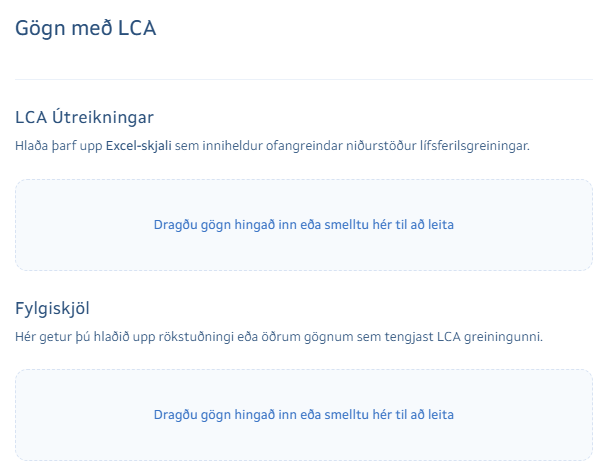 Gögn með LCA
LCA Útreikningar
Hlaða þarf upp Excel-skjali sem inniheldur ofangreindar niðurstöður lífsferilsgreiningar.
Dragðu gögn hingað inn eða smelltu hér til að leita
Fylgiskjöl
Hér getur þú hlaðið upp rökstuðningi eða öðrum gögnum sem tengjast LCA greiningunni.
Dragðu gögn hingað inn eða smelltu hér til að leita